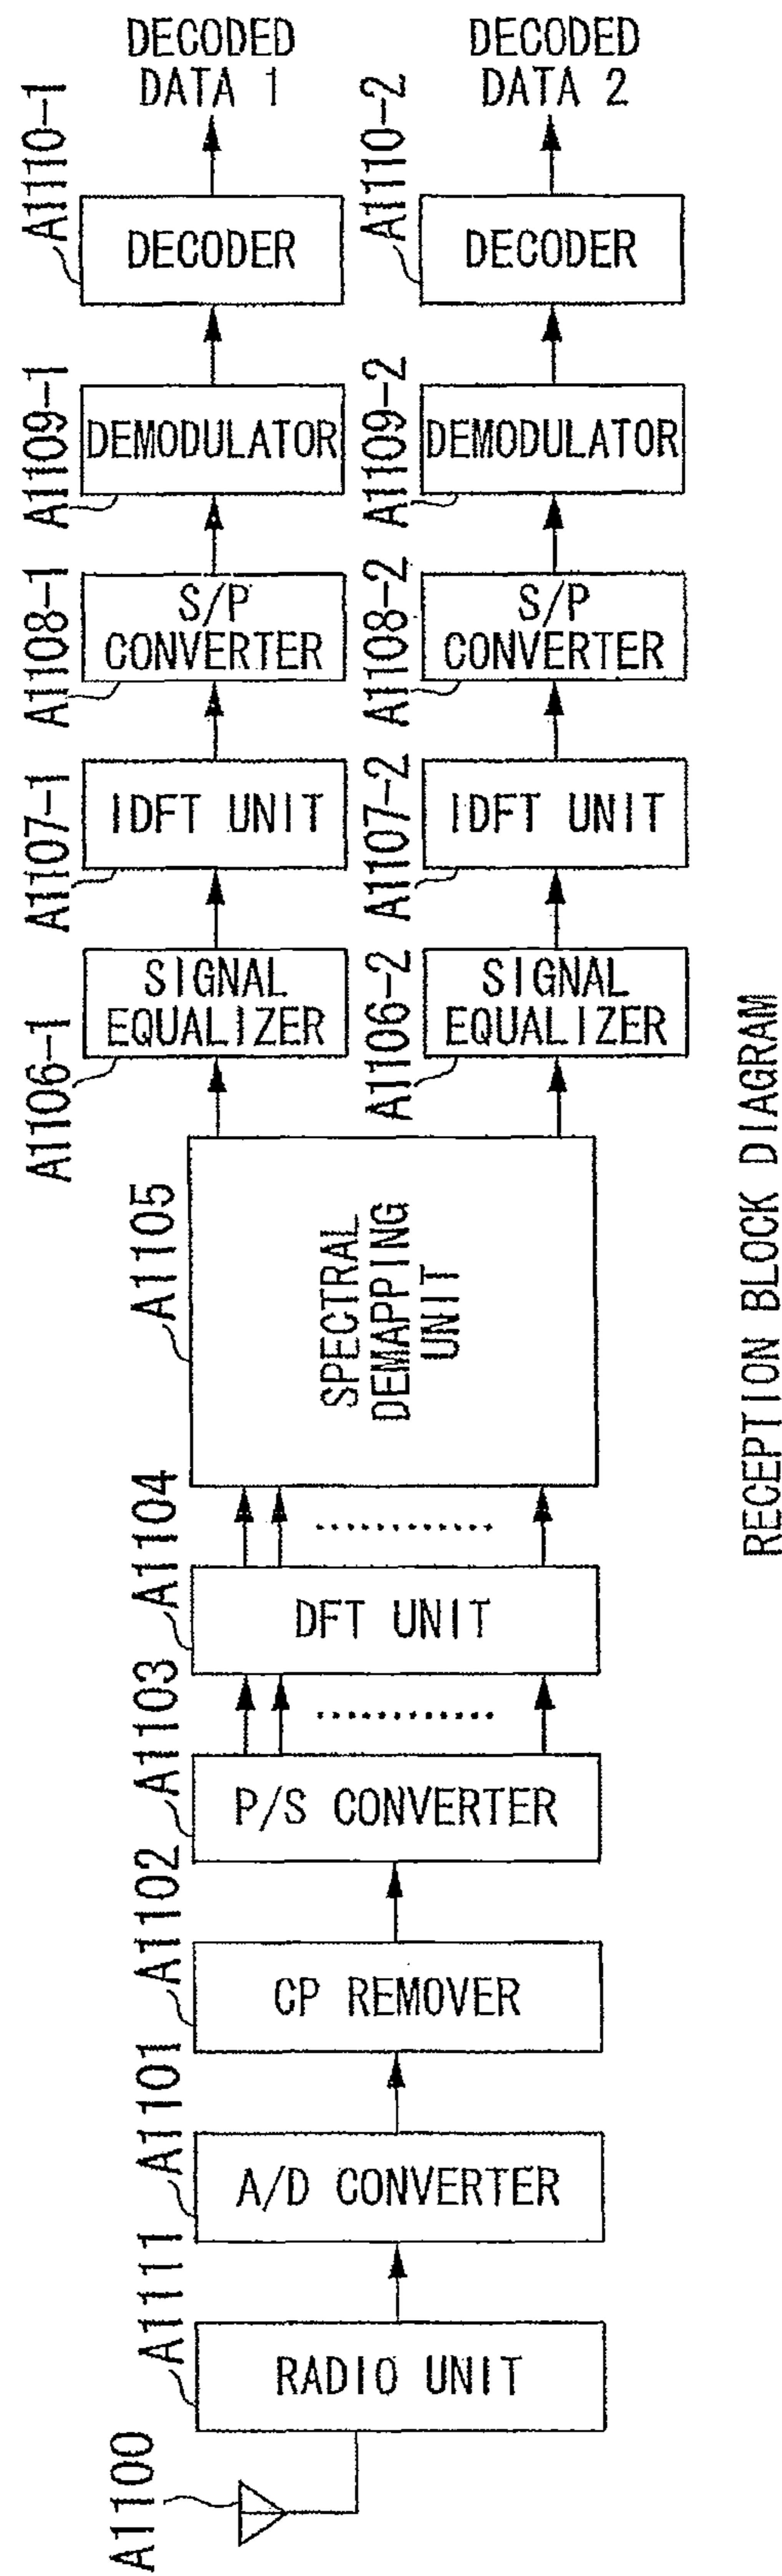 DECODED
DATA 1
DECODED
DATA 2
A1110-1
DECODER
A1110-2
DECODER
A1109-1
DEMODULATOR
A1109-2
DEMODULATOR
A1108-1
S/P
CONVERTER
A1108-2
S/P
CONVERTER
A1107-1
IDFT UNIT
A1107-2
IDFT UNIT
A1106-1
SIGNAL
EQUALIZER
A1106-2
SIGNAL
EQUALIZER
A1105
SPECTRAL
DEMAPPING
UNIT
A1104
DFT UNIT
A1103
P/S CONVERTER
A1102
CP REMOVER
A1101
A/D CONVERTER
A1111
RADIO UNIT
A1100
RECEPTION BLOCK DIAGRAM